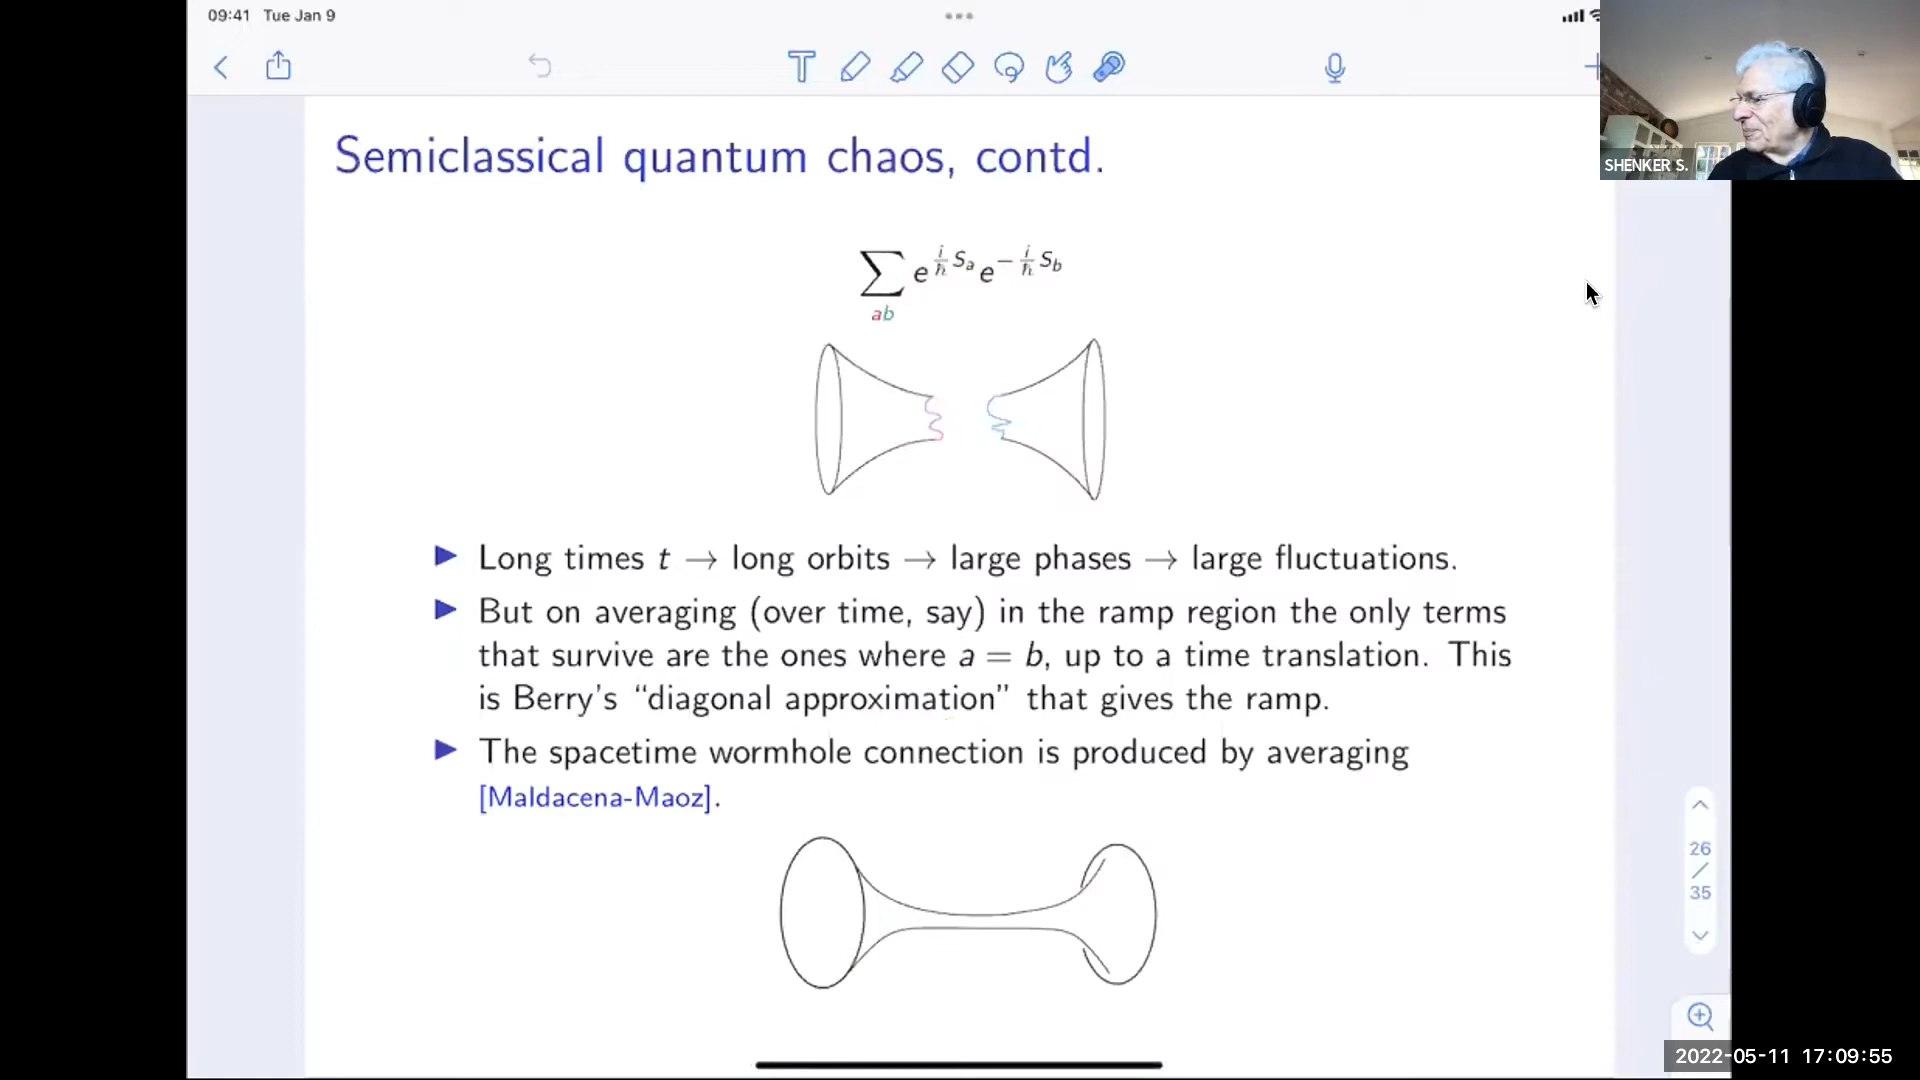 09:41 Tue Jan 9
SHENKER S.
Semiclassical quantum chaos, contd.
∑ e^{\frac{i}{ħ} S_a} e^{-\frac{i}{ħ} S_b}
ab
▶ Long times t → long orbits → large phases → large fluctuations.
▶ But on averaging (over time, say) in the ramp region the only terms
that survive are the ones where a = b, up to a time translation. This
is Berry's “diagonal approximation” that gives the ramp.
▶ The spacetime wormhole connection is produced by averaging
[Maldacena-Maoz].
26
/
35
2022-05-11 17:09:55